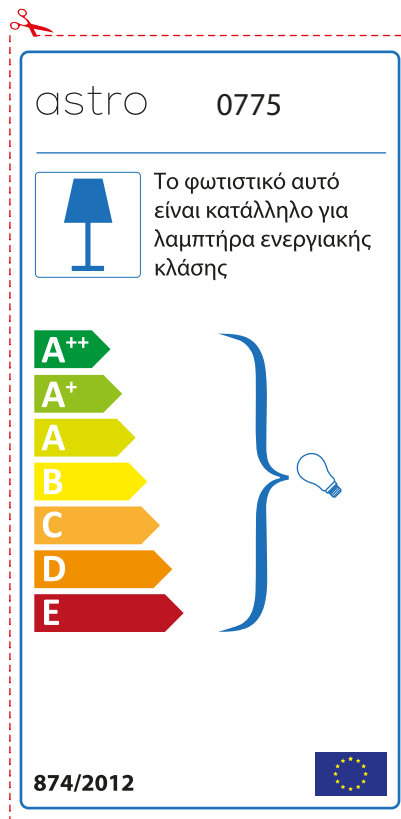 astro 0775
Το φωτιστικό αυτό
είναι κατάλληλο για
λαμπτήρα ενεργιακής
κλάσης
A++
A+
A
B
C
D
E
874/2012